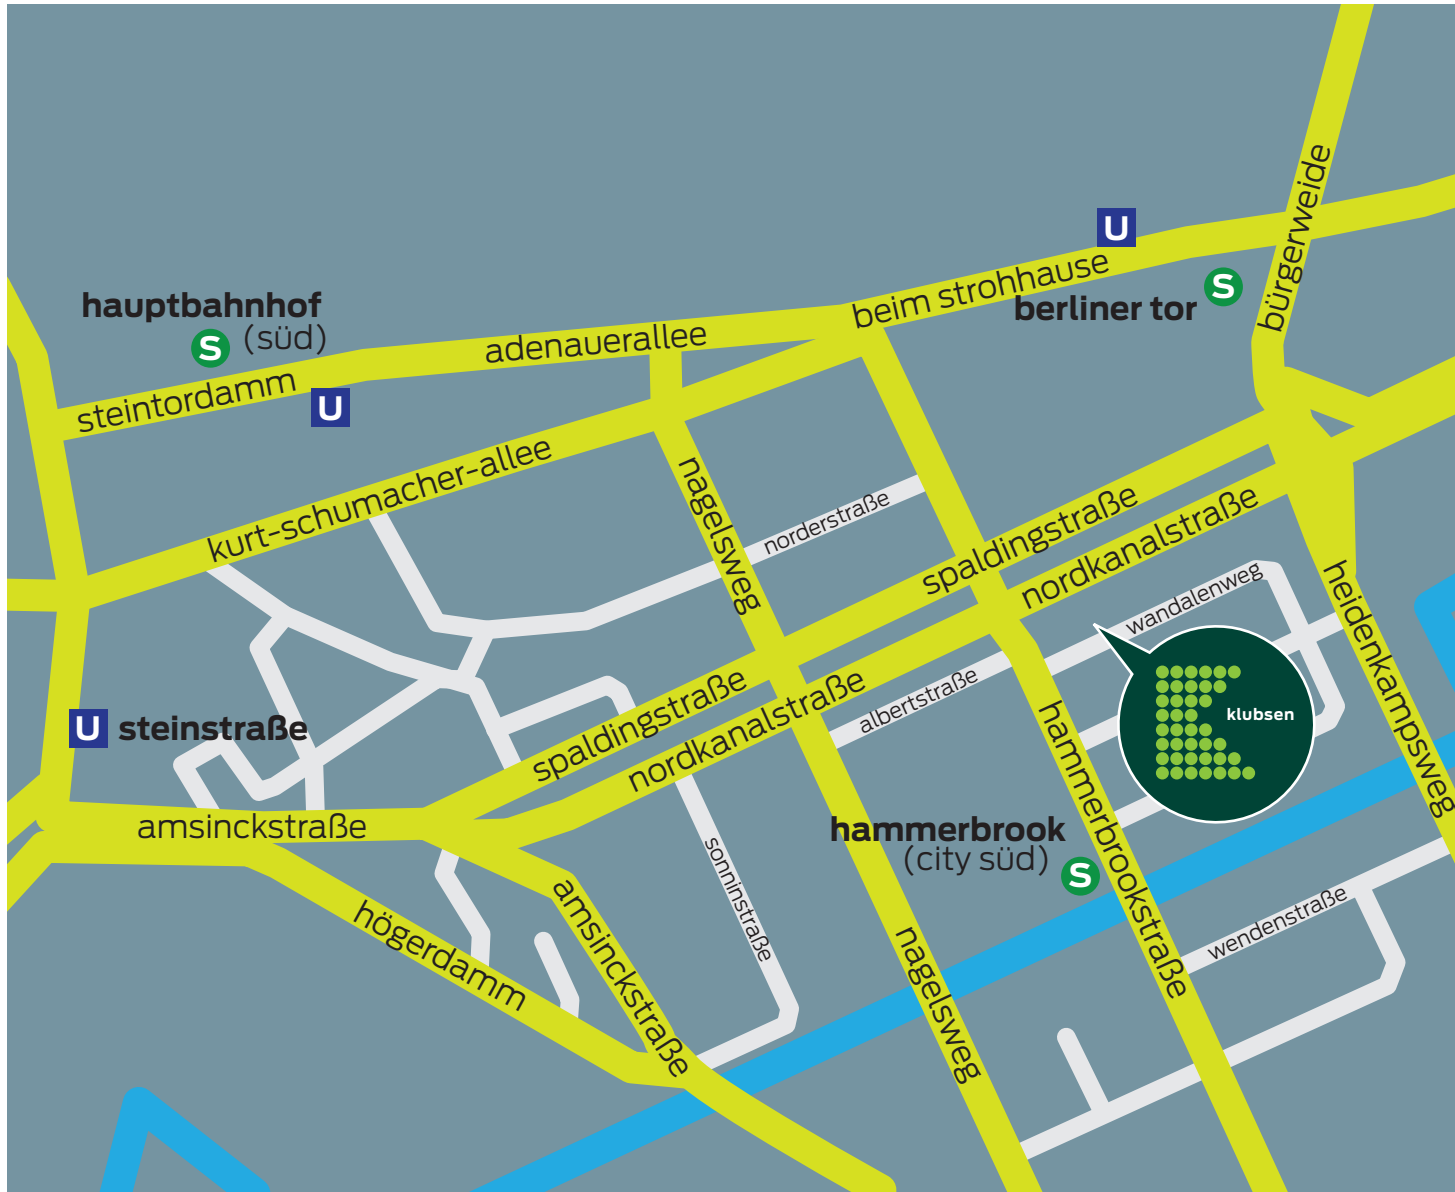 bürgerweide
U
beim strohhause
S
berliner tor
hauptbahnhof
S (süd)
adenauerallee
steintordamm
U
kurt-schumacher-allee
nagelsweg
norderstraße
spaldingstraße
nordkanalstraße
wandalenweg
heidenkampsweg
albertstraße
spaldingstraße
nordkanalstraße
U steinstraße
klubsen
hammerbrookstraße
amsinckstraße
hammerbrook
(city süd) S
sonninstraße
högerdamm
amsinckstraße
nagelsweg
wendenstraße